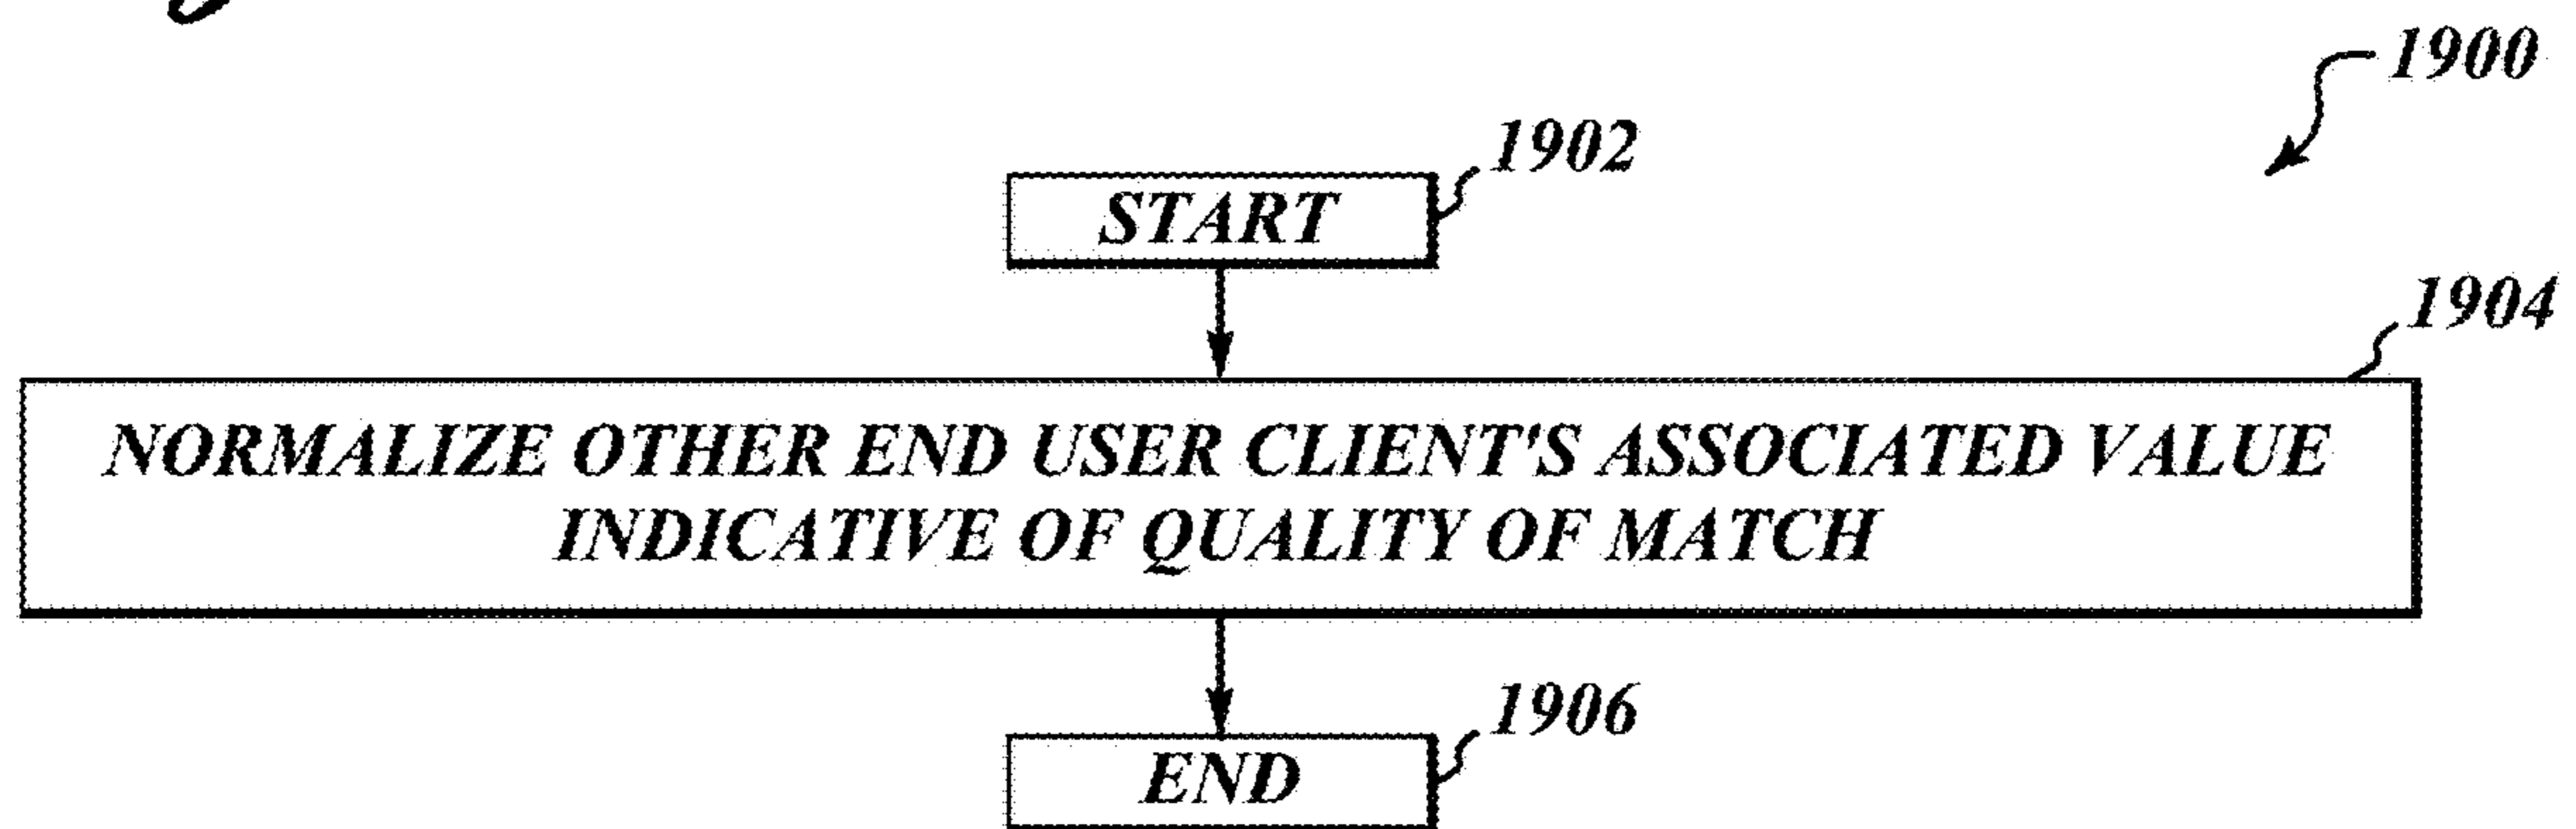 1900
1902
START
1904
NORMALIZE OTHER END USER CLIENT'S ASSOCIATED VALUE
INDICATIVE OF QUALITY OF MATCH
1906
END